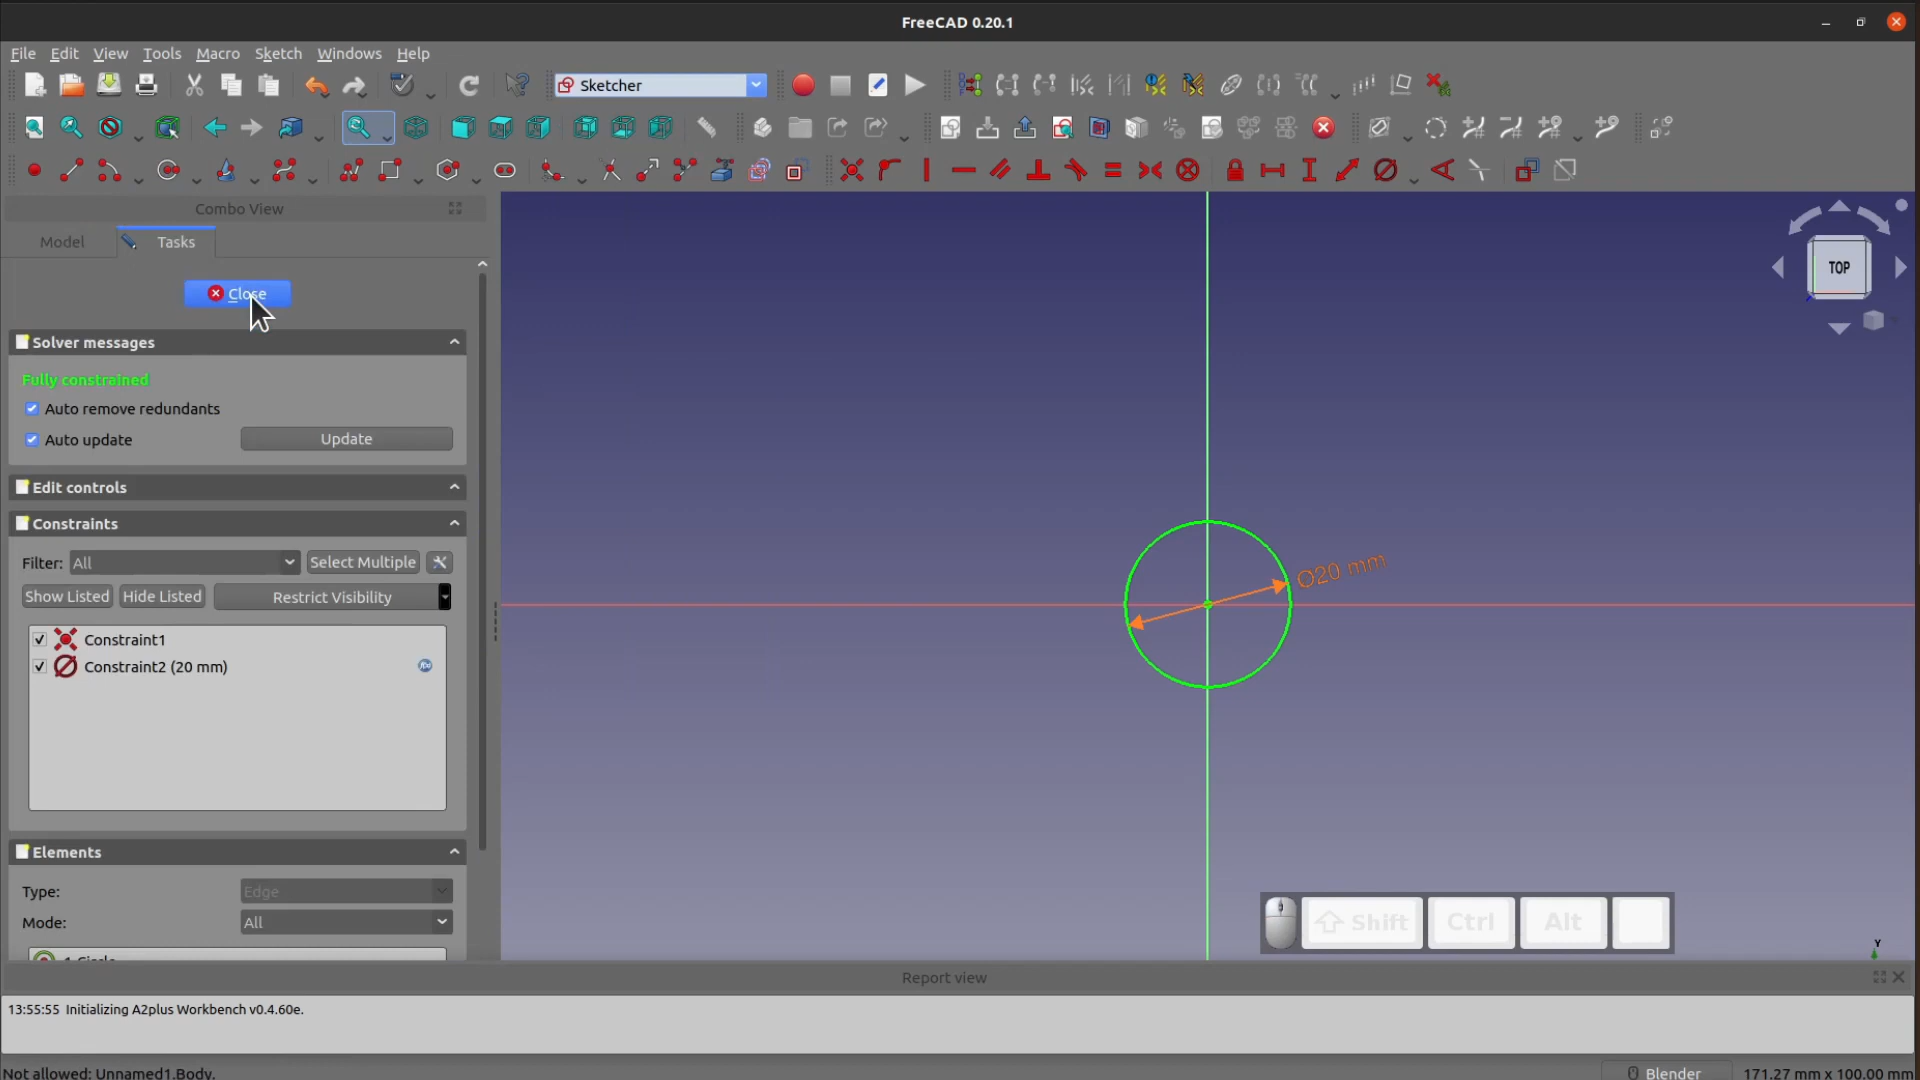 FreeCAD 0.20.1
File Edit View Tools Macro Sketch Windows Help
Sketcher
Combo View
Model Tasks
Close
Solver messages
Fully constrained
Auto remove redundants
Auto update Update
Edit controls
Constraints
Filter: All Select Multiple
Show Listed Hide Listed Restrict Visibility
Constraint1
Constraint2 (20 mm)
Elements
Type: Edge
Mode: All
1-Circle
TOP
Ø20 mm
Shift Ctrl Alt
Y
Report view
13:55:55 Initializing A2plus Workbench v0.4.60e.
Not allowed: Unnamed1.Body.
Blender 171.27 mm x 100.00 mm